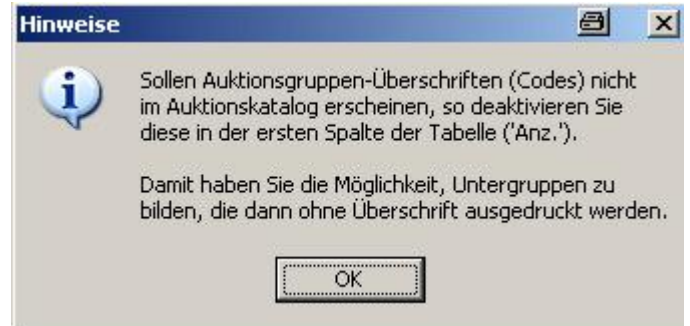 Hinweise
Sollen Auktionsgruppen-Überschriften (Codes) nicht
im Auktionskatalog erscheinen, so deaktivieren Sie
diese in der ersten Spalte der Tabelle ('Anz.').
Damit haben Sie die Möglichkeit, Untergruppen zu
bilden, die dann ohne Überschrift ausgedruckt werden.
OK